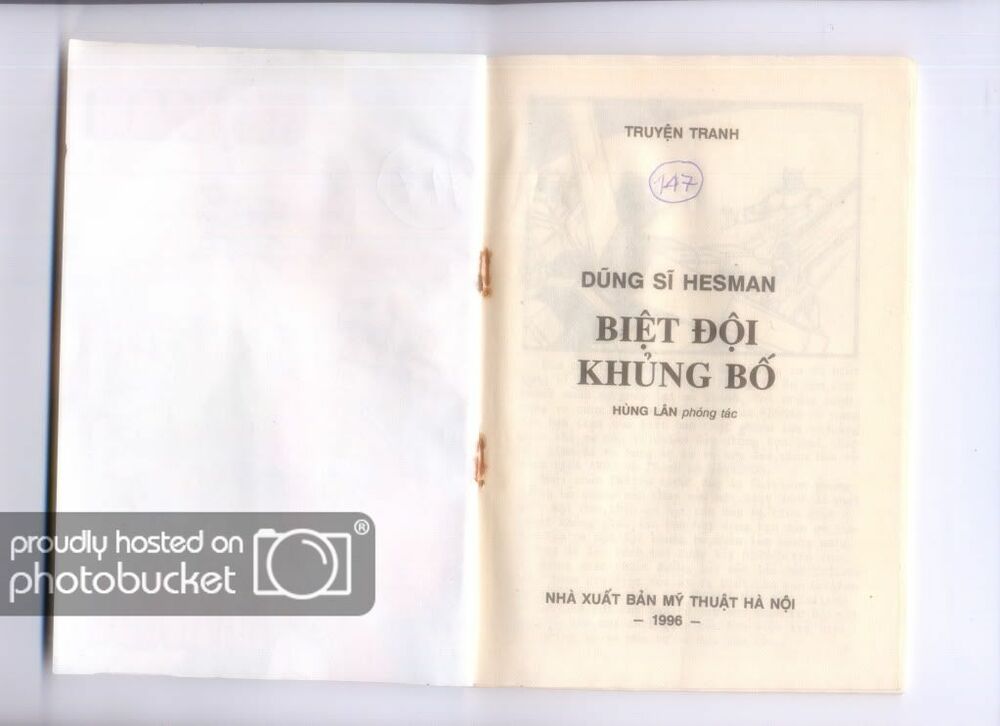 TRUYỆN TRANH
147
DŨNG SĨ HESMAN
BIỆT ĐỘI
KHỦNG BỐ
HÙNG LÂN phóng tác
NHÀ XUẤT BẢN MỸ THUẬT HÀ NỘI
– 1996 –
proudly hosted on
photobucket
®